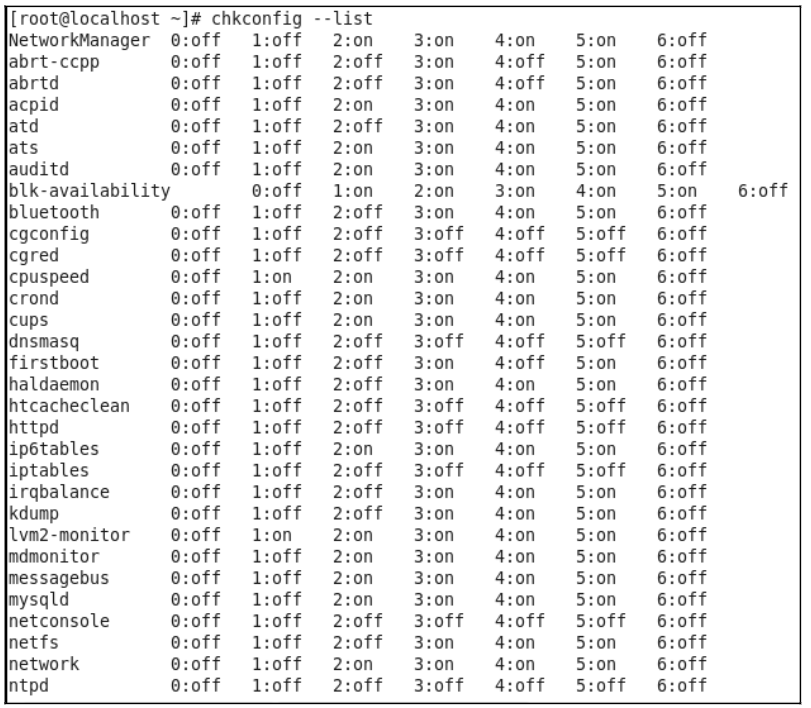 [root@localhost ~]# chkconfig --list
NetworkManager  0:off   1:off   2:on    3:on    4:on    5:on    6:off
abrt-ccpp       0:off   1:off   2:off   3:on    4:off   5:on    6:off
abrtd           0:off   1:off   2:off   3:on    4:off   5:on    6:off
acpid           0:off   1:off   2:on    3:on    4:on    5:on    6:off
atd             0:off   1:off   2:off   3:on    4:on    5:on    6:off
ats             0:off   1:off   2:on    3:on    4:on    5:on    6:off
auditd          0:off   1:off   2:on    3:on    4:on    5:on    6:off
blk-availability        0:off   1:on    2:on    3:on    4:on    5:on    6:off
bluetooth       0:off   1:off   2:off   3:on    4:on    5:on    6:off
cgconfig        0:off   1:off   2:off   3:off   4:off   5:off   6:off
cgred           0:off   1:off   2:off   3:off   4:off   5:off   6:off
cpuspeed        0:off   1:on    2:on    3:on    4:on    5:on    6:off
crond           0:off   1:off   2:on    3:on    4:on    5:on    6:off
cups            0:off   1:off   2:on    3:on    4:on    5:on    6:off
dnsmasq         0:off   1:off   2:off   3:off   4:off   5:off   6:off
firstboot       0:off   1:off   2:off   3:on    4:off   5:on    6:off
haldaemon       0:off   1:off   2:off   3:on    4:on    5:on    6:off
htcacheclean    0:off   1:off   2:off   3:off   4:off   5:off   6:off
httpd           0:off   1:off   2:off   3:off   4:off   5:off   6:off
ip6tables       0:off   1:off   2:on    3:on    4:on    5:on    6:off
iptables        0:off   1:off   2:off   3:off   4:off   5:off   6:off
irqbalance      0:off   1:off   2:off   3:on    4:on    5:on    6:off
kdump           0:off   1:off   2:off   3:on    4:on    5:on    6:off
lvm2-monitor    0:off   1:on    2:on    3:on    4:on    5:on    6:off
mdmonitor       0:off   1:off   2:on    3:on    4:on    5:on    6:off
messagebus      0:off   1:off   2:on    3:on    4:on    5:on    6:off
mysqld          0:off   1:off   2:on    3:on    4:on    5:on    6:off
netconsole      0:off   1:off   2:off   3:off   4:off   5:off   6:off
netfs           0:off   1:off   2:off   3:on    4:on    5:on    6:off
network         0:off   1:off   2:on    3:on    4:on    5:on    6:off
ntpd            0:off   1:off   2:off   3:off   4:off   5:off   6:off